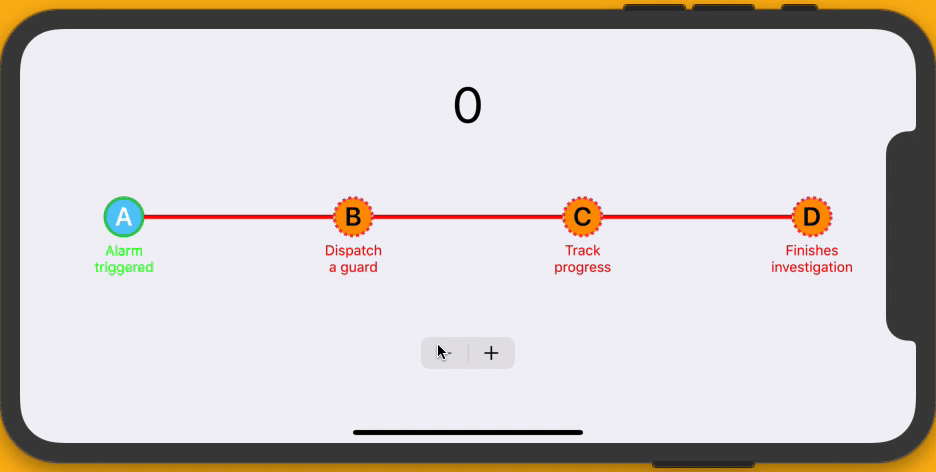 0
A B C D
Alarm
triggered
Dispatch
a guard
Track
progress
Finishes
investigation
- +